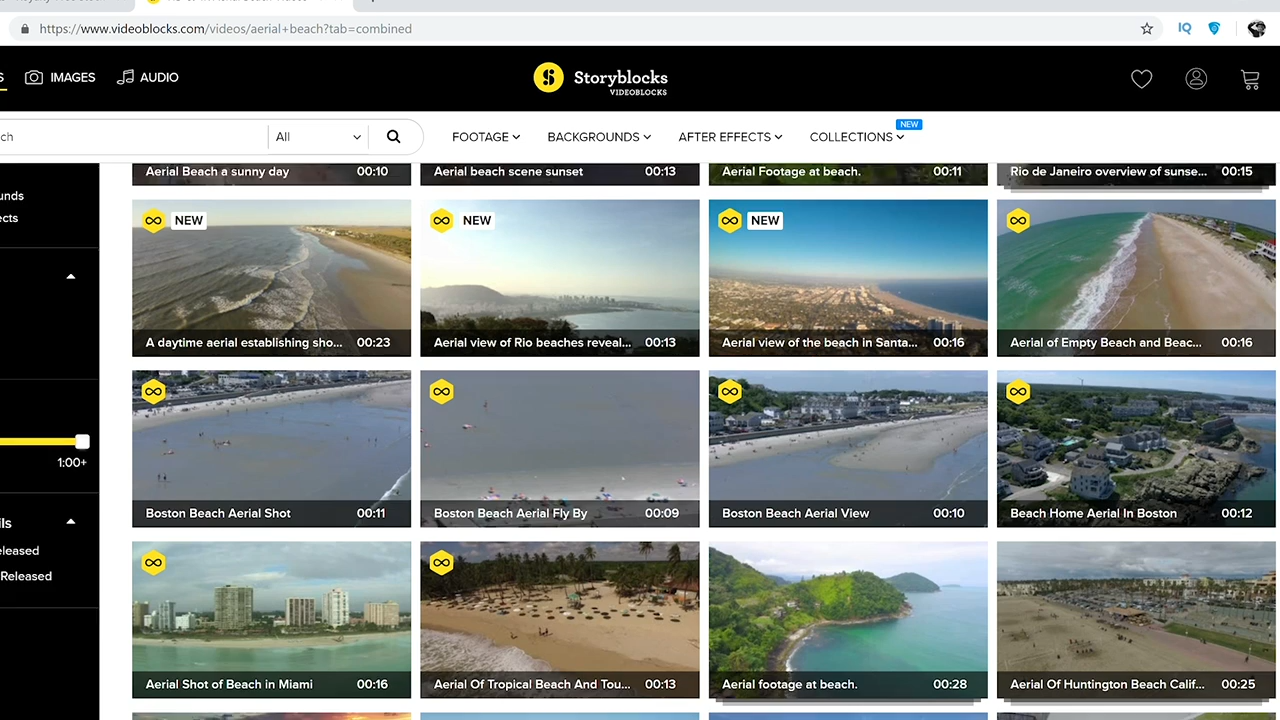 https://www.videoblocks.com/videos/aerial+beach?tab=combined
IQ
S
IMAGES
AUDIO
Storyblocks
VIDEOBLOCKS
ch
All
FOOTAGE
BACKGROUNDS
AFTER EFFECTS
COLLECTIONS
NEW
unds
ects
1:00+
ils
eleased
Released
Aerial Beach a sunny day 00:10
Aerial beach scene sunset 00:13
Aerial Footage at beach. 00:11
Rio de Janeiro overview of sunse... 00:15
NEW
A daytime aerial establishing sho... 00:23
NEW
Aerial view of Rio beaches reveal... 00:13
NEW
Aerial view of the beach in Santa... 00:16
Aerial of Empty Beach and Beac... 00:16
Boston Beach Aerial Shot 00:11
Boston Beach Aerial Fly By 00:09
Boston Beach Aerial View 00:10
Beach Home Aerial In Boston 00:12
Aerial Shot of Beach in Miami 00:16
Aerial Of Tropical Beach And Tou... 00:13
Aerial footage at beach. 00:28
Aerial Of Huntington Beach Calif... 00:25